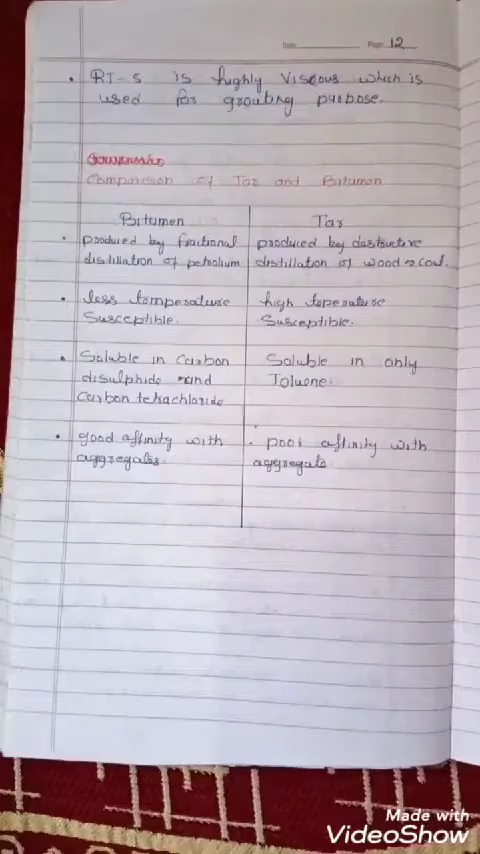 Date Page 12
• RT-5 is highly Viscous which is
used for grouting purpose.
Comparison of Tar and Bitumen
Bitumen Tar
• produced by fractional produced by destructive
distillation of petrolium distillation of wood or coal.
• less temperature high teperature
Susceptible. Susceptible.
• Soluble in Carbon Soluble in only
disulphide and Toluene.
Carbon tetrachloride
• good affinity with • poor affinity with
aggregates. aggregate
Made with
VideoShow